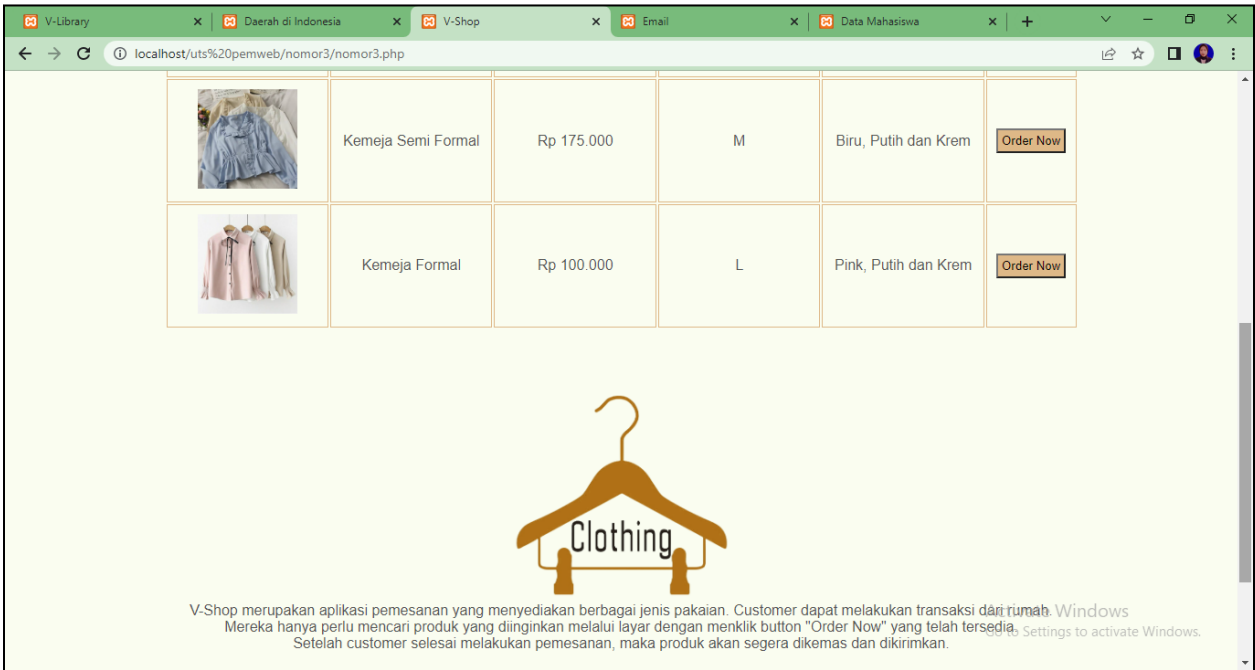 V-Library
Daerah di Indonesia
V-Shop
Email
Data Mahasiswa
localhost/uts%20pemweb/nomor3/nomor3.php
Kemeja Semi Formal Rp 175.000 M Biru, Putih dan Krem Order Now
Kemeja Formal Rp 100.000 L Pink, Putih dan Krem Order Now
Clothing
V-Shop merupakan aplikasi pemesanan yang menyediakan berbagai jenis pakaian. Customer dapat melakukan transaksi dari rumah.
Mereka hanya perlu mencari produk yang diinginkan melalui layar dengan menklik button "Order Now" yang telah tersedia.
Setelah customer selesai melakukan pemesanan, maka produk akan segera dikemas dan dikirimkan.
Activate Windows
Go to Settings to activate Windows.